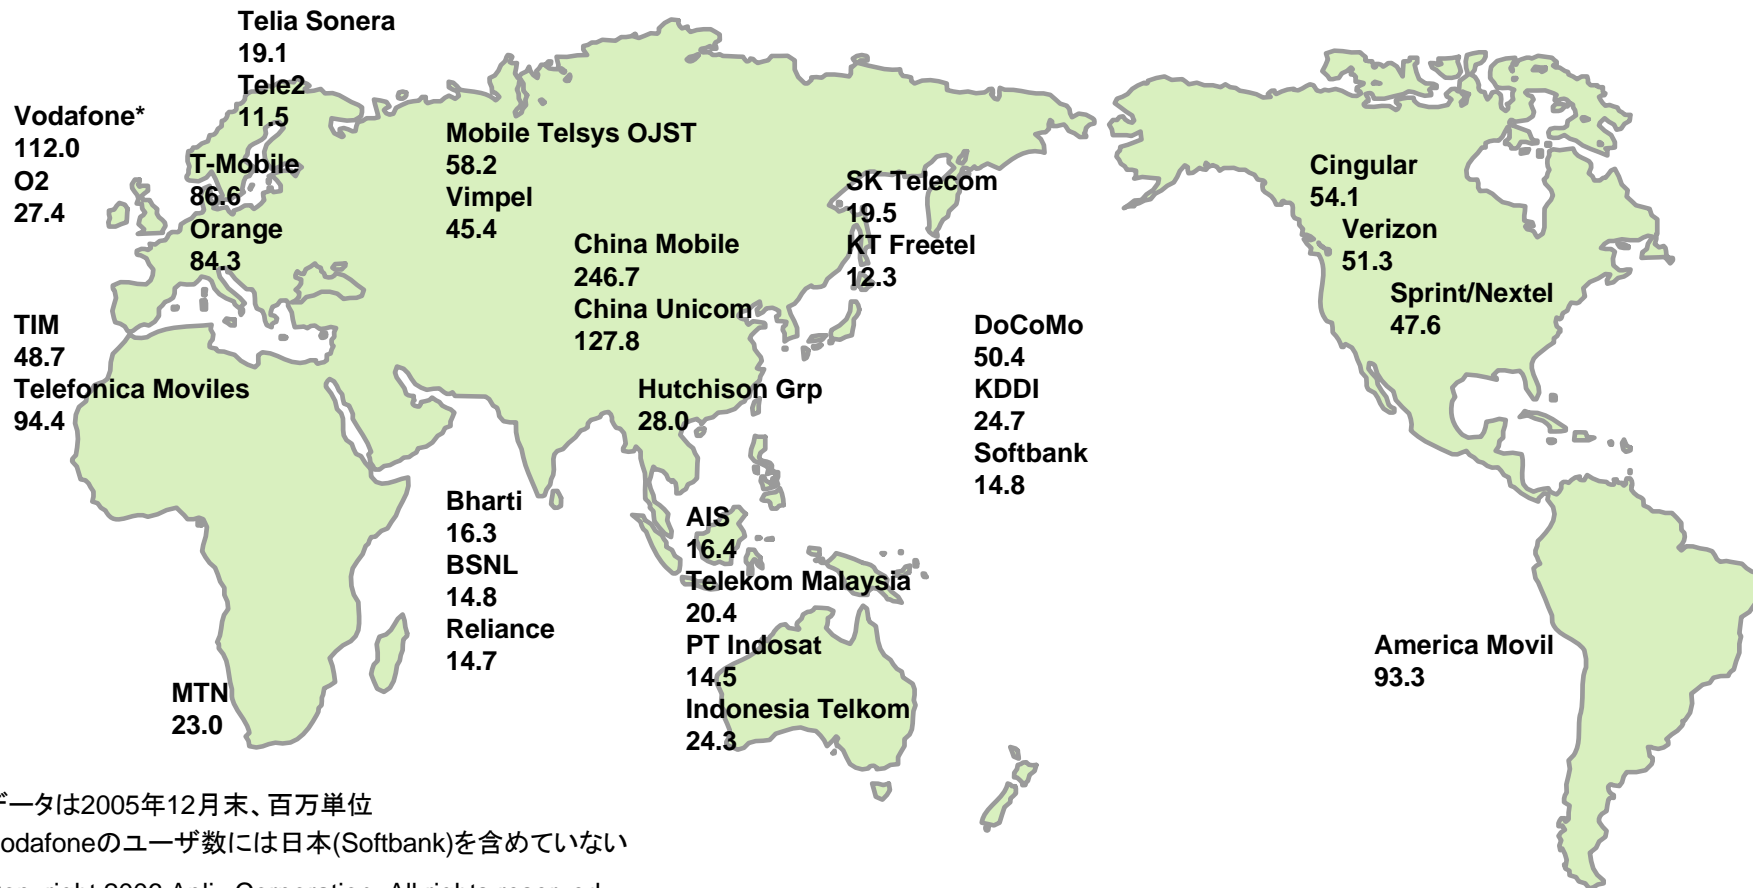 Telia Sonera
19.1
Tele2
11.5
Vodafone*
112.0
O2
27.4
T-Mobile
86.6
Orange
84.3
TIM
48.7
Telefonica Moviles
94.4
Mobile Telsys OJST
58.2
Vimpel
45.4
China Mobile
246.7
China Unicom
127.8
Hutchison Grp
28.0
SK Telecom
19.5
KT Freetel
12.3
DoCoMo
50.4
KDDI
24.7
Softbank
14.8
Cingular
54.1
Verizon
51.3
Sprint/Nextel
47.6
Bharti
16.3
BSNL
14.8
Reliance
14.7
AIS
16.4
Telekom Malaysia
20.4
PT Indosat
14.5
Indonesia Telkom
24.3
MTN
23.0
America Movil
93.3
データは2005年12月末、百万単位
odafoneのユーザ数には日本(Softbank)を含めていない